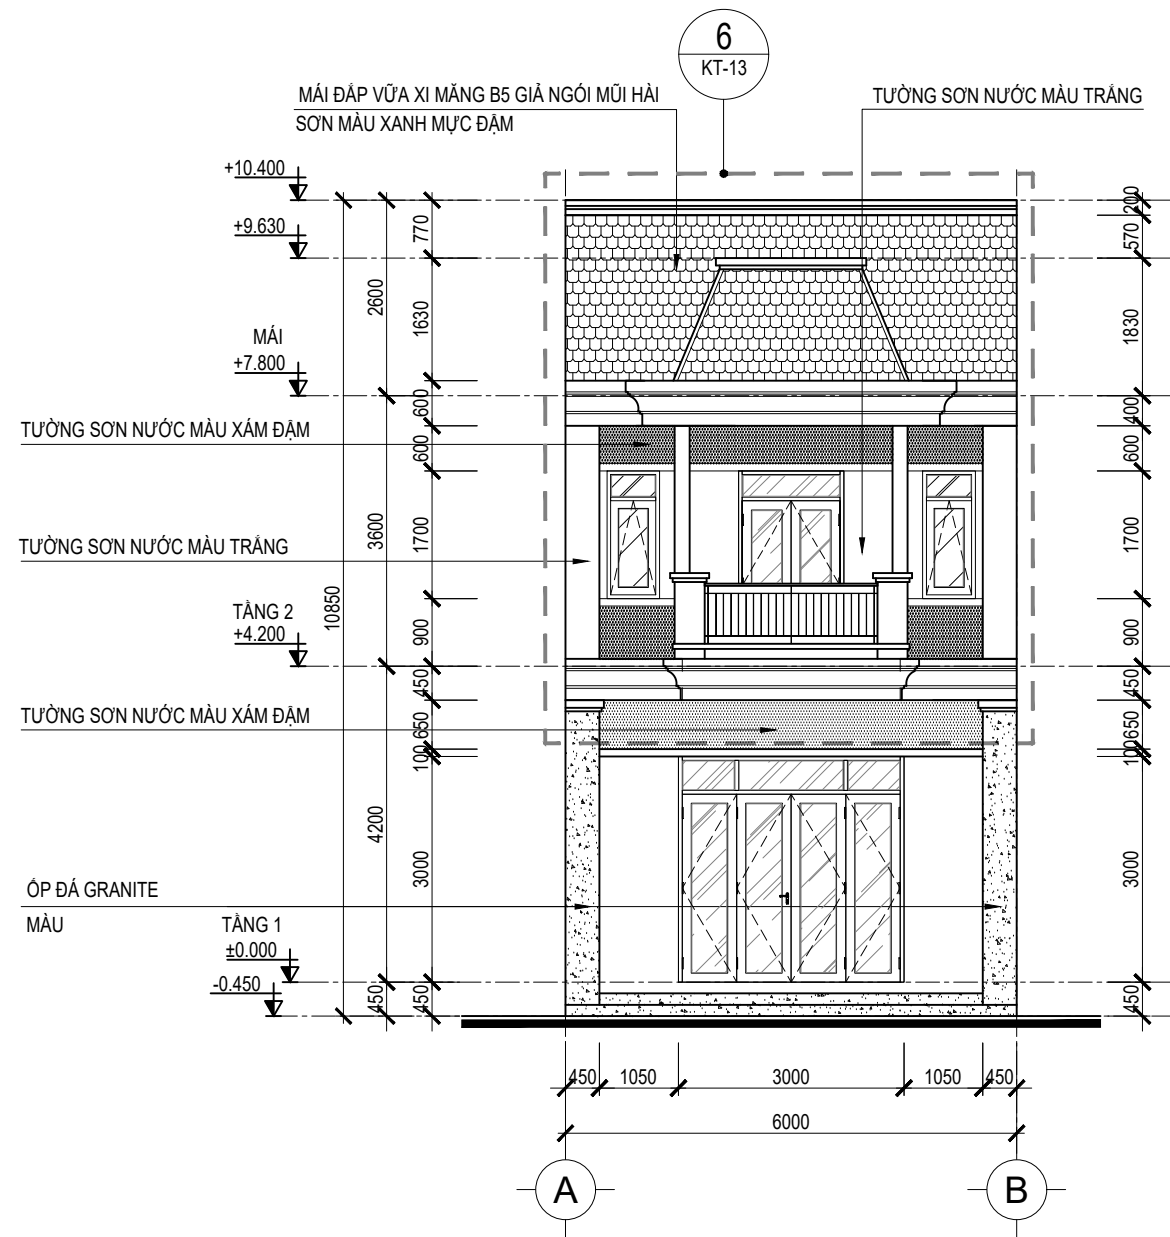 6
KT-13
MÁI ĐẮP VỮA XI MĂNG B5 GIẢ NGÓI MŨI HÀI
SƠN MÀU XANH MỰC ĐẬM
TƯỜNG SƠN NƯỚC MÀU TRẮNG
+10.400
+9.630
MÁI
+7.800
TƯỜNG SƠN NƯỚC MÀU XÁM ĐẬM
TƯỜNG SƠN NƯỚC MÀU TRẮNG
TẦNG 2
+4.200
TƯỜNG SƠN NƯỚC MÀU XÁM ĐẬM
ỐP ĐÁ GRANITE
MÀU
TẦNG 1
±0.000
-0.450
10850
2600
3600
4200
450
770
1630
600
600
1700
900
450
650
100
3000
450
200
570
1830
400
600
1700
900
450
650
100
3000
450
450 1050 3000 1050 450
6000
A B